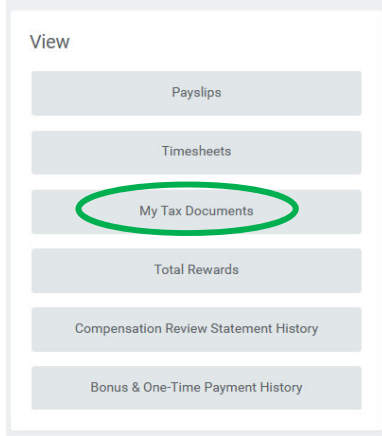 View
Payslips
Timesheets
My Tax Documents
Total Rewards
Compensation Review Statement History
Bonus & One-Time Payment History